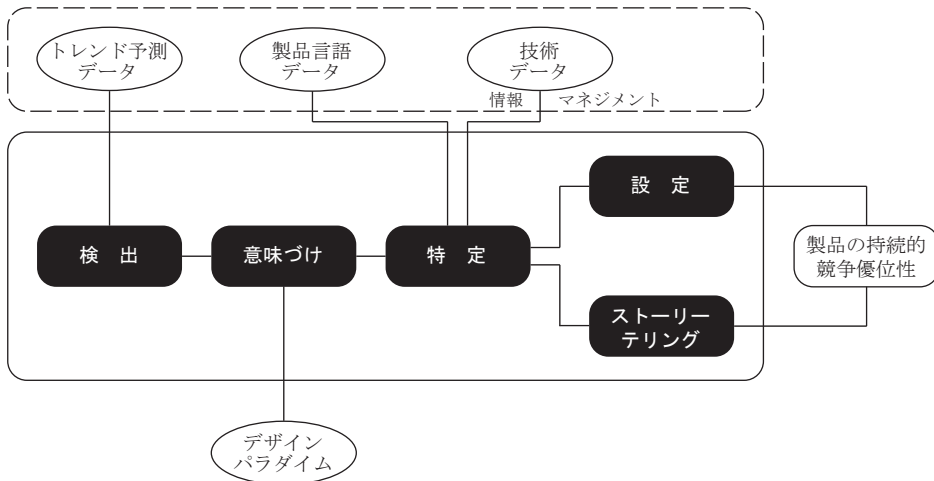 トレンド予測
データ
製品言語
データ
技術
データ
情報 マネジメント
設 定
検 出
意味づけ
特 定
製品の持続的
競争優位性
ストーリー
テリング
デザイン
パラダイム